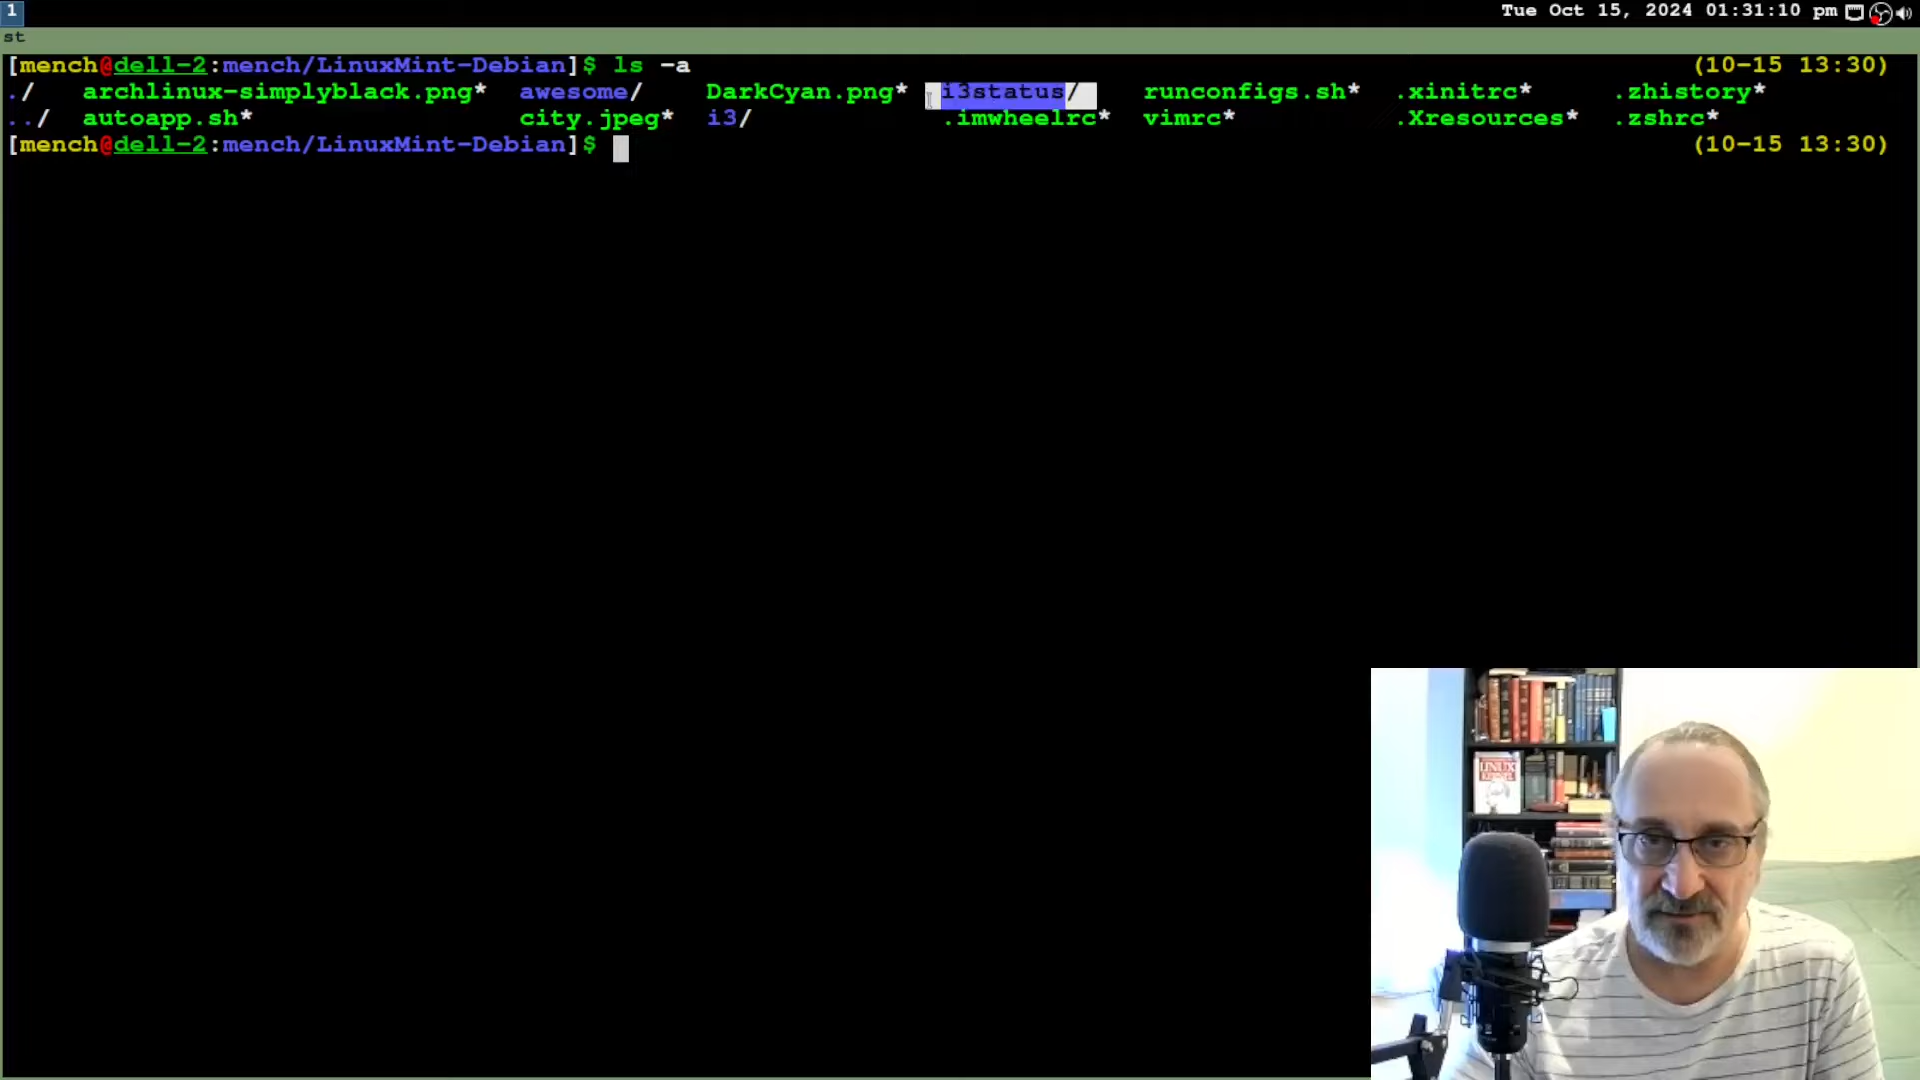 1 Tue Oct 15, 2024 01:31:10 pm
st
[mench@dell-2:mench/LinuxMint-Debian]$ ls -a (10-15 13:30)
./ archlinux-simplyblack.png* awesome/ DarkCyan.png* i3status/ runconfigs.sh* .xinitrc* .zhistory*
../ autoapp.sh* city.jpeg* i3/ .imwheelrc* vimrc* .Xresources* .zshrc*
[mench@dell-2:mench/LinuxMint-Debian]$ (10-15 13:30)
LINUX
KERNEL